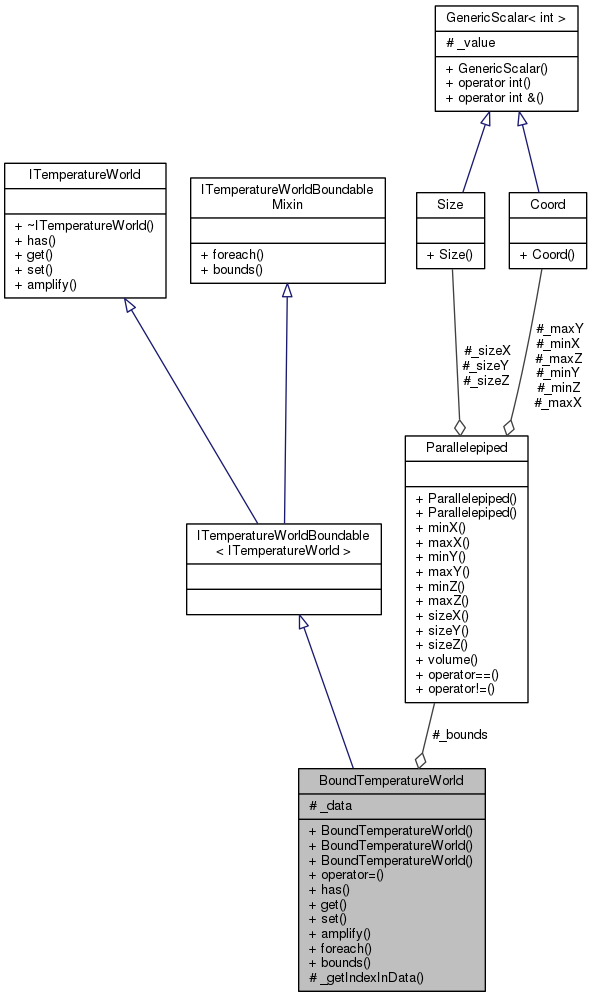 GenericScalar< int >
# _value
+ GenericScalar()
+ operator int()
+ operator int &()
ITemperatureWorld
+ ~ITemperatureWorld()
+ has()
+ get()
+ set()
+ amplify()
ITemperatureWorldBoundable
Mixin
+ foreach()
+ bounds()
Size
+ Size()
Coord
+ Coord()
#_sizeX
#_sizeY
#_sizeZ
#_maxY
#_minX
#_maxZ
#_minY
#_minZ
#_maxX
Parallelepiped
+ Parallelepiped()
+ Parallelepiped()
+ minX()
+ maxX()
+ minY()
+ maxY()
+ minZ()
+ maxZ()
+ sizeX()
+ sizeY()
+ sizeZ()
+ volume()
+ operator==()
+ operator!=()
ITemperatureWorldBoundable
< ITemperatureWorld >
#_bounds
BoundTemperatureWorld
# _data
+ BoundTemperatureWorld()
+ BoundTemperatureWorld()
+ BoundTemperatureWorld()
+ operator=()
+ has()
+ get()
+ set()
+ amplify()
+ foreach()
+ bounds()
# _getIndexInData()